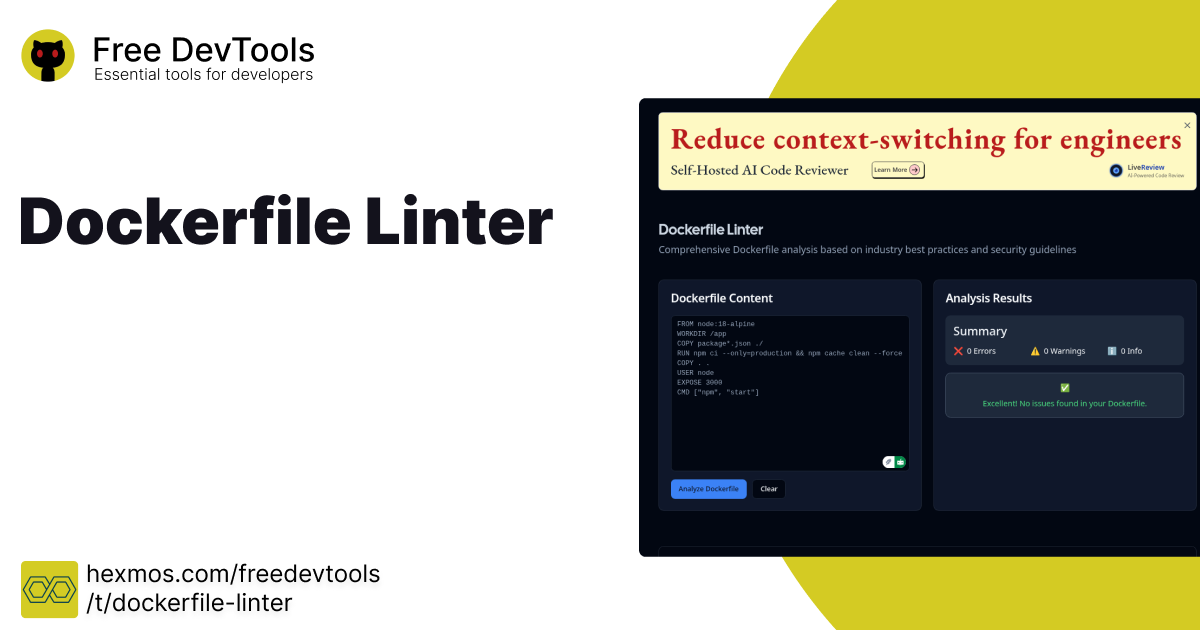 Free DevTools
Essential tools for developers
Dockerfile Linter
hexmos.com/freedevtools
/t/dockerfile-linter
Reduce context-switching for engineers
×
Self-Hosted AI Code Reviewer
Learn More
LiveReview
AI-Powered Code Review
Dockerfile Linter
Comprehensive Dockerfile analysis based on industry best practices and security guidelines
Dockerfile Content
FROM node:18-alpine
WORKDIR /app
COPY package*.json ./
RUN npm ci --only=production && npm cache clean --force
COPY . .
USER node
EXPOSE 3000
CMD ["npm", "start"]
Analyze Dockerfile
Clear
Analysis Results
Summary
0 Errors
0 Warnings
0 Info
Excellent! No issues found in your Dockerfile.